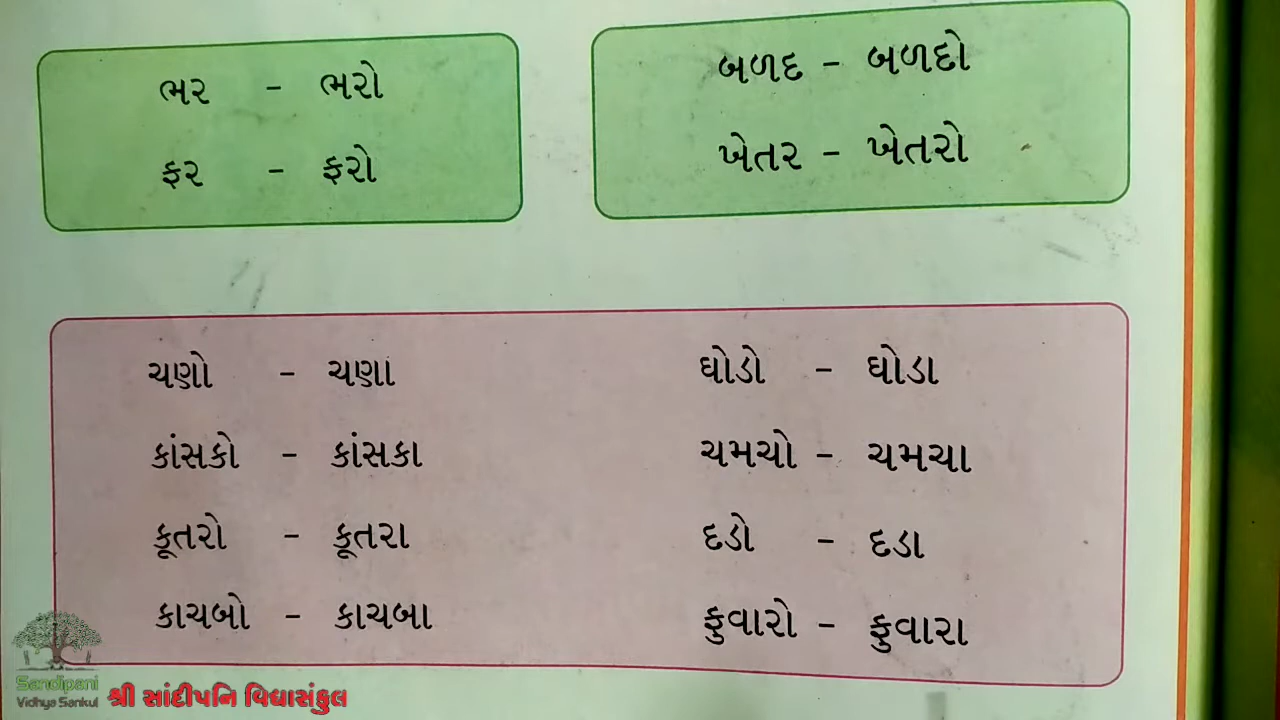 ભર - ભરો
ફર - ફરો
બળદ - બળદો
ખેતર - ખેતરો
ચણો - ચણા
કાંસકો - કાંસકા
કૂતરો - કૂતરા
કાચબો - કાચબા
ઘોડો - ઘોડા
ચમચો - ચમચા
દડો - દડા
ફુવારો - ફુવારા
Sandipani
Vidhya Sankul
શ્રી સાંદીપનિ વિદ્યાસંકુલ